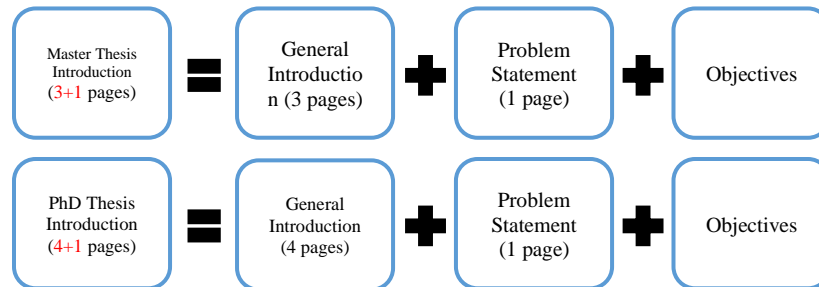 Master Thesis
Introduction
(3+1 pages)
General
Introductio
n (3 pages)
Problem
Statement
(1 page)
Objectives
PhD Thesis
Introduction
(4+1 pages)
General
Introduction
(4 pages)
Problem
Statement
(1 page)
Objectives